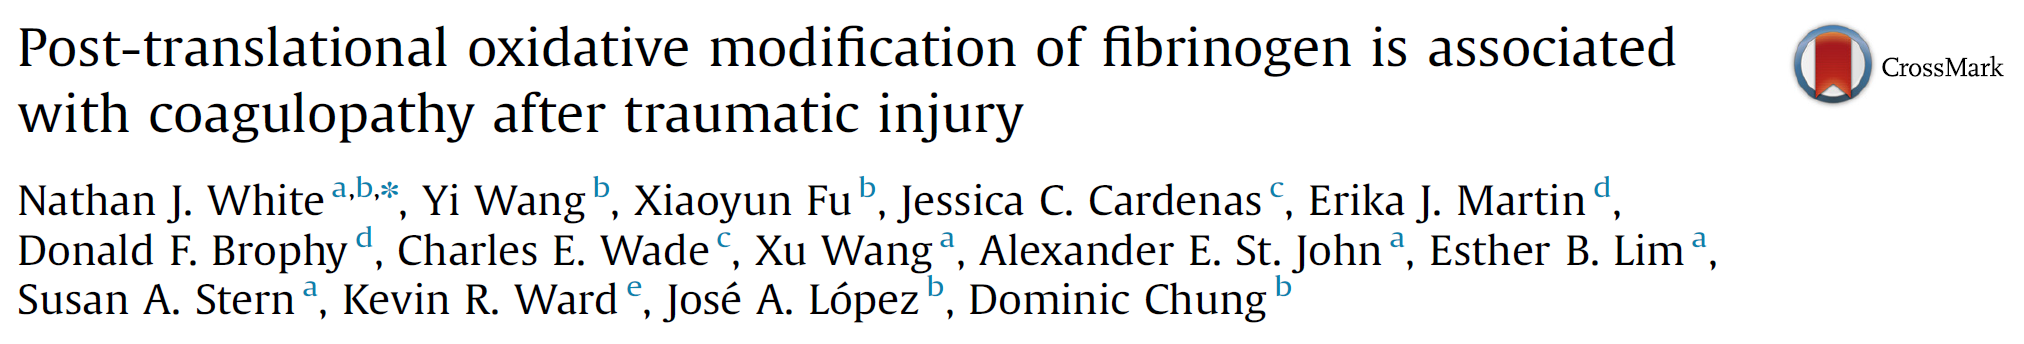 Post-translational oxidative modification of fibrinogen is associated
with coagulopathy after traumatic injury
CrossMark
Nathan J. White a,b,*, Yi Wang b, Xiaoyun Fu b, Jessica C. Cardenas c, Erika J. Martin d,
Donald F. Brophy d, Charles E. Wade c, Xu Wang a, Alexander E. St. John a, Esther B. Lim a,
Susan A. Stern a, Kevin R. Ward e, José A. López b, Dominic Chung b